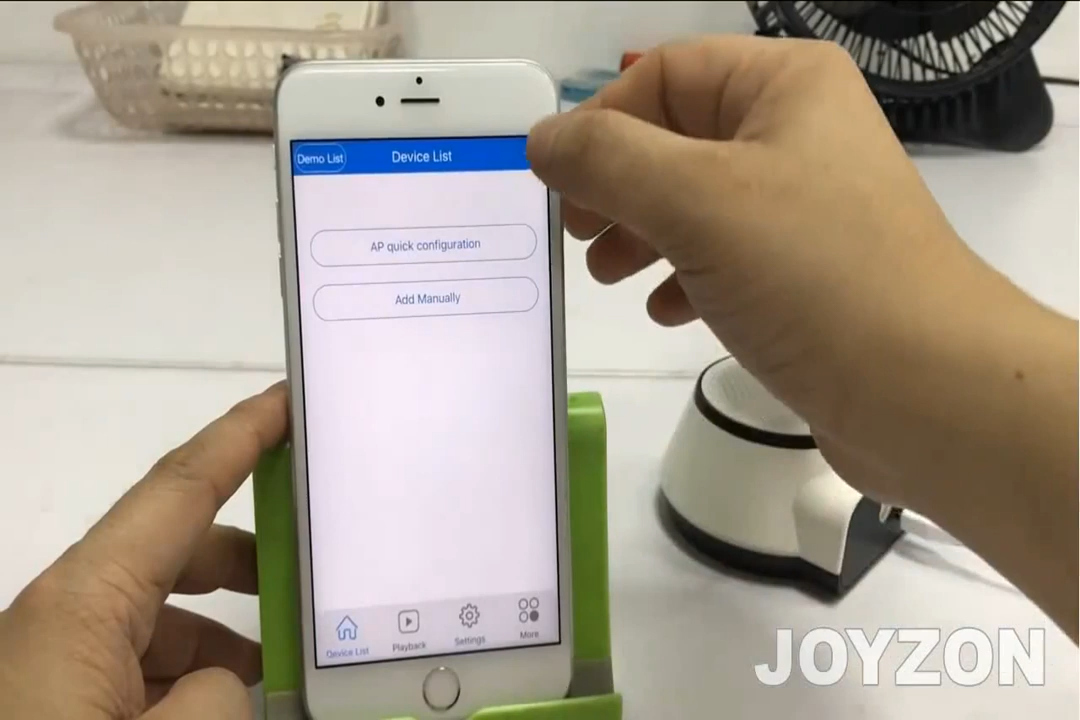 Demo List
Device List
AP quick configuration
Add Manually
Device List
Playback
Settings
More
JOYZON